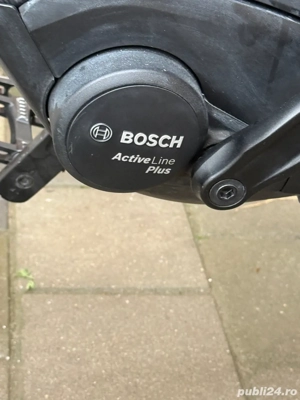 BOSCH
Active Line
Plus
publi24.ro